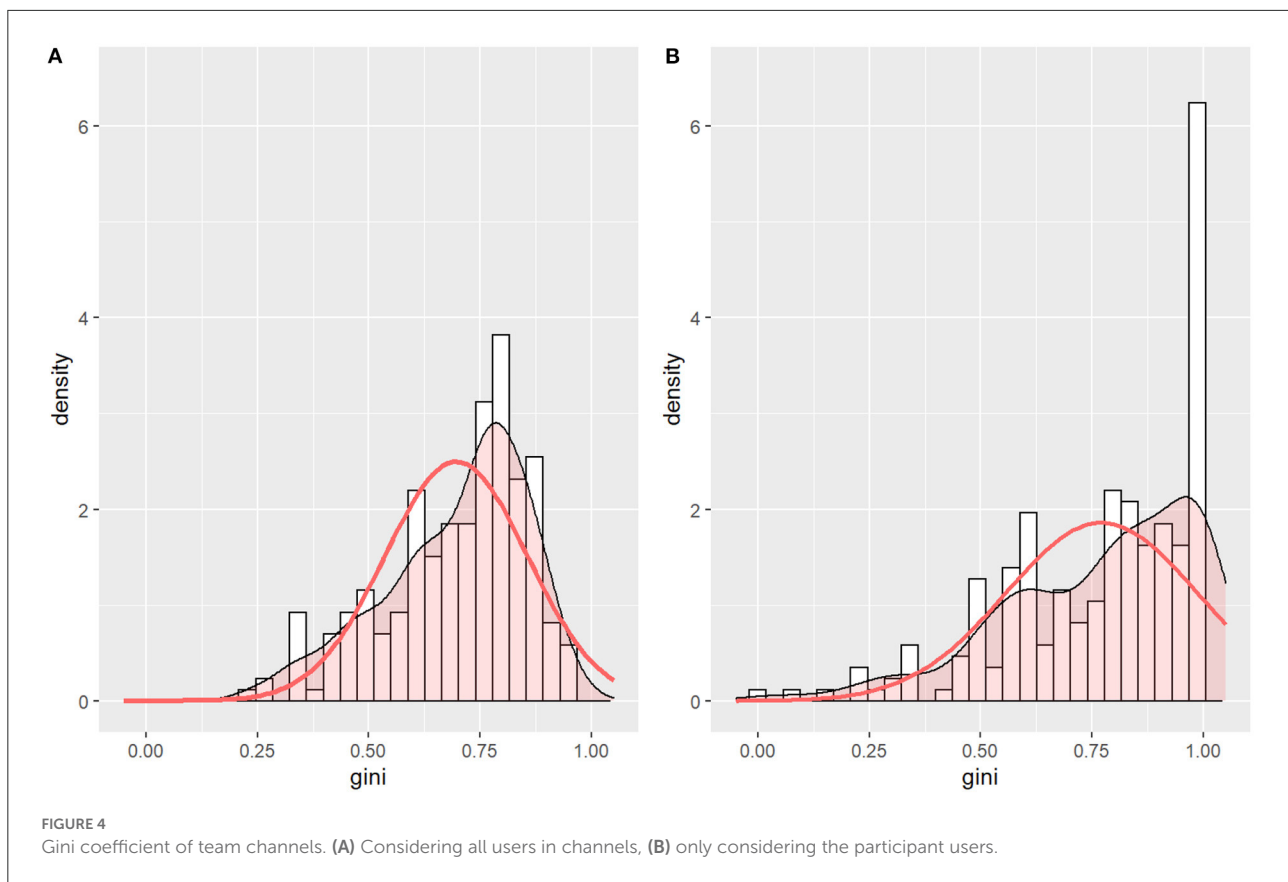 A
B
6
4
2
0
density
0.00 0.25 0.50 0.75 1.00
gini
6
4
2
0
density
0.00 0.25 0.50 0.75 1.00
gini
FIGURE 4
Gini coefficient of team channels. (A) Considering all users in channels, (B) only considering the participant users.